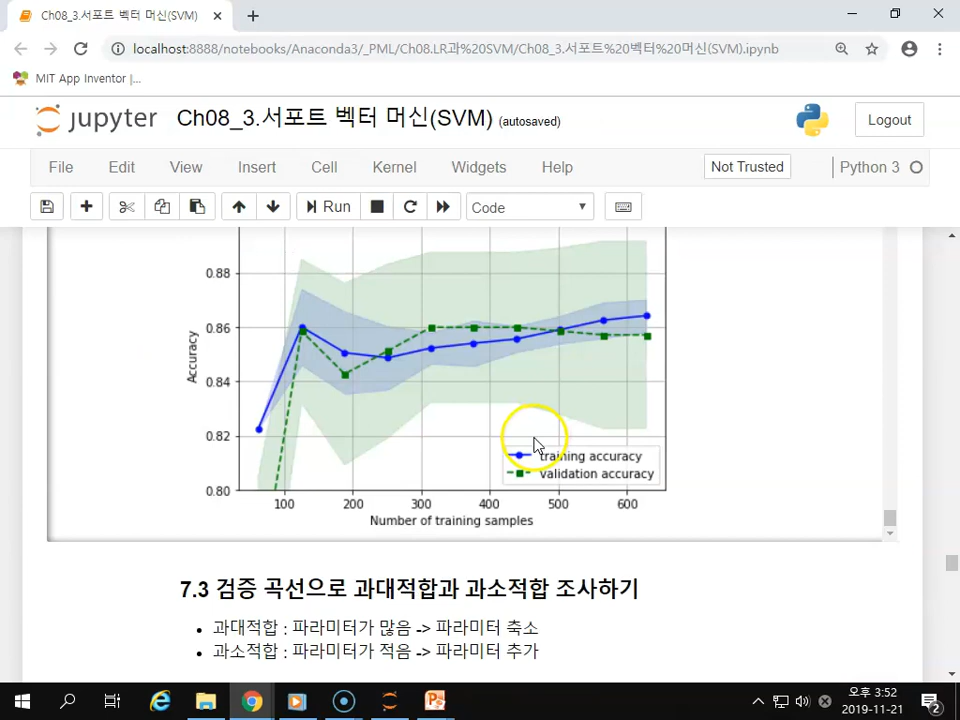 Ch08_3.서포트 벡터 머신(SVM)
localhost:8888/notebooks/Anaconda3/_PML/Ch08.LR과%20SVM/Ch08_3.서포트%20벡터%20머신(SVM).ipynb
MIT App Inventor |...
jupyter Ch08_3.서포트 벡터 머신(SVM) (autosaved)
Logout
File Edit View Insert Cell Kernel Widgets Help Not Trusted Python 3
Run Code
0.88
0.86
0.84
0.82
0.80
Accuracy
training accuracy
validation accuracy
100 200 300 400 500 600
Number of training samples
7.3 검증 곡선으로 과대적합과 과소적합 조사하기
• 과대적합 : 파라미터가 많음 -> 파라미터 축소
• 과소적합 : 파라미터가 적음 -> 파라미터 추가
오후 3:52
2019-11-21
2